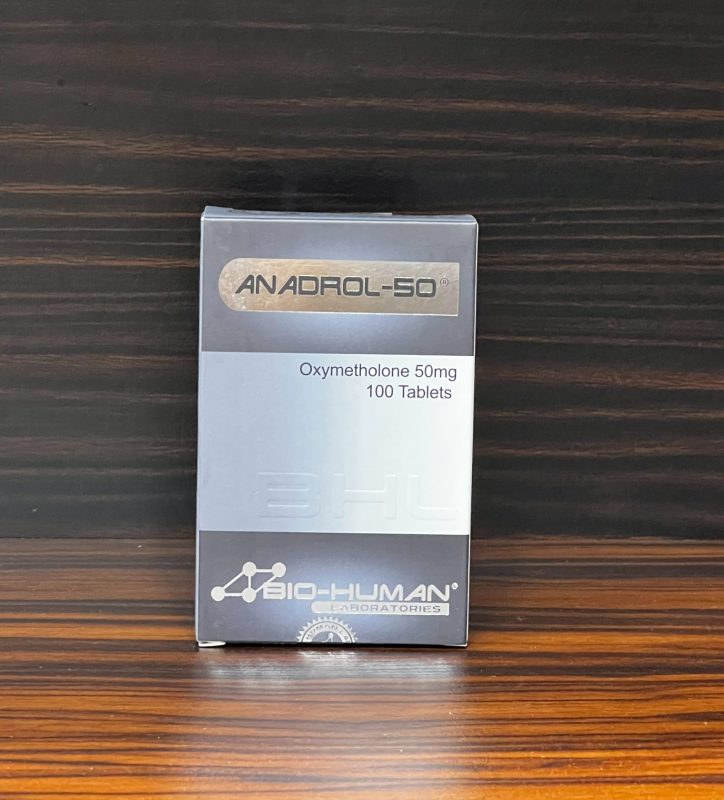 ANADROL-50®
Oxymetholone 50mg
100 Tablets
BHL
BIO-HUMAN®
LABORATORIES